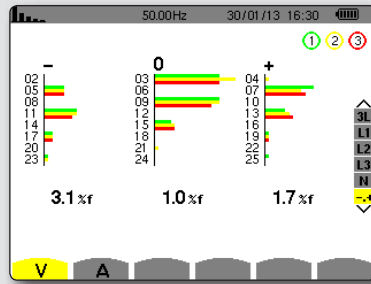 50.00Hz 30/01/13 16:30
1 2 3
- 0 +
02 03 04
05 06 07
08 09 10
11 12 13
14 15 16
17 18 19
20 21 22
23 24 25
3.1 %f 1.0 %f 1.7 %f
3L
L1
L2
L3
N
-.+
V A